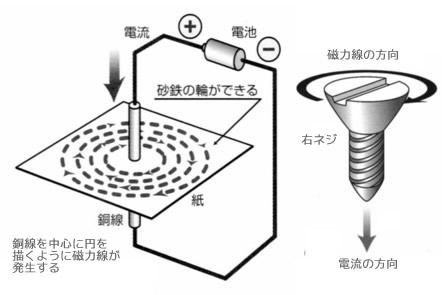 電流
⊕
電池
⊖
砂鉄の輪ができる
紙
銅線
銅線を中心に円を
描くように磁力線が
発生する
磁力線の方向
右ネジ
電流の方向